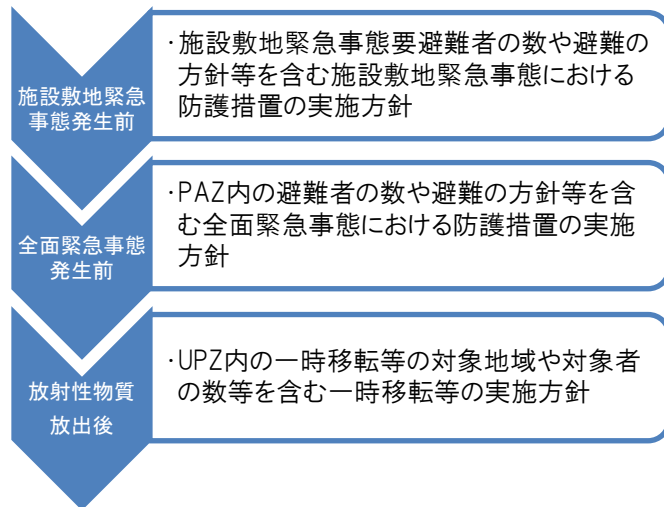 施設敷地緊急
事態発生前
・施設敷地緊急事態要避難者の数や避難の
方針等を含む施設敷地緊急事態における
防護措置の実施方針
全面緊急事態
発生前
・PAZ内の避難者の数や避難の方針等を含
む全面緊急事態における防護措置の実施
方針
放射性物質
放出後
・UPZ内の一時移転等の対象地域や対象者
の数等を含む一時移転等の実施方針